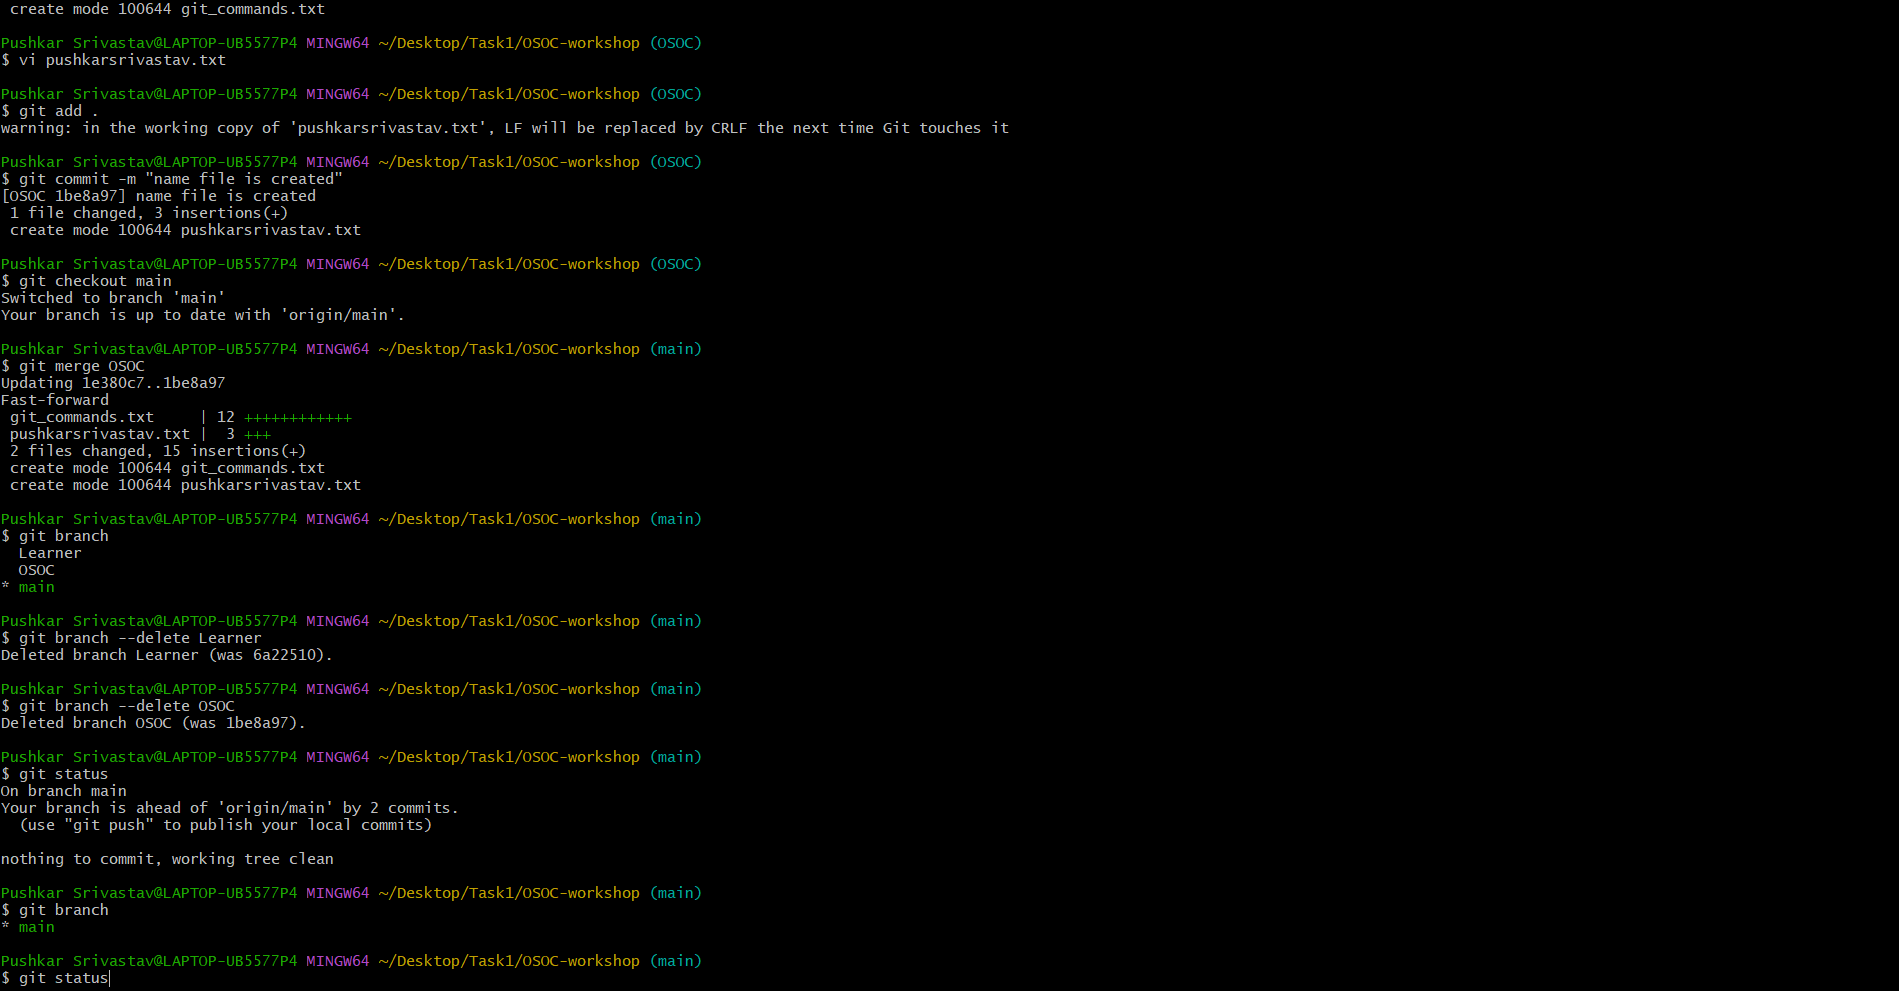 create mode 100644 git_commands.txt
Pushkar Srivastav@LAPTOP-UB5577P4 MINGW64 ~/Desktop/Task1/OSOC-workshop (OSOC)
$ vi pushkarsrivastav.txt
Pushkar Srivastav@LAPTOP-UB5577P4 MINGW64 ~/Desktop/Task1/OSOC-workshop (OSOC)
$ git add .
warning: in the working copy of 'pushkarsrivastav.txt', LF will be replaced by CRLF the next time Git touches it
Pushkar Srivastav@LAPTOP-UB5577P4 MINGW64 ~/Desktop/Task1/OSOC-workshop (OSOC)
$ git commit -m "name file is created"
[OSOC 1be8a97] name file is created
 1 file changed, 3 insertions(+)
 create mode 100644 pushkarsrivastav.txt
Pushkar Srivastav@LAPTOP-UB5577P4 MINGW64 ~/Desktop/Task1/OSOC-workshop (OSOC)
$ git checkout main
Switched to branch 'main'
Your branch is up to date with 'origin/main'.
Pushkar Srivastav@LAPTOP-UB5577P4 MINGW64 ~/Desktop/Task1/OSOC-workshop (main)
$ git merge OSOC
Updating 1e380c7..1be8a97
Fast-forward
 git_commands.txt     | 12 ++++++++++++
 pushkarsrivastav.txt |  3 +++
 2 files changed, 15 insertions(+)
 create mode 100644 git_commands.txt
 create mode 100644 pushkarsrivastav.txt
Pushkar Srivastav@LAPTOP-UB5577P4 MINGW64 ~/Desktop/Task1/OSOC-workshop (main)
$ git branch
  Learner
  OSOC
* main
Pushkar Srivastav@LAPTOP-UB5577P4 MINGW64 ~/Desktop/Task1/OSOC-workshop (main)
$ git branch --delete Learner
Deleted branch Learner (was 6a22510).
Pushkar Srivastav@LAPTOP-UB5577P4 MINGW64 ~/Desktop/Task1/OSOC-workshop (main)
$ git branch --delete OSOC
Deleted branch OSOC (was 1be8a97).
Pushkar Srivastav@LAPTOP-UB5577P4 MINGW64 ~/Desktop/Task1/OSOC-workshop (main)
$ git status
On branch main
Your branch is ahead of 'origin/main' by 2 commits.
  (use "git push" to publish your local commits)
nothing to commit, working tree clean
Pushkar Srivastav@LAPTOP-UB5577P4 MINGW64 ~/Desktop/Task1/OSOC-workshop (main)
$ git branch
* main
Pushkar Srivastav@LAPTOP-UB5577P4 MINGW64 ~/Desktop/Task1/OSOC-workshop (main)
$ git status